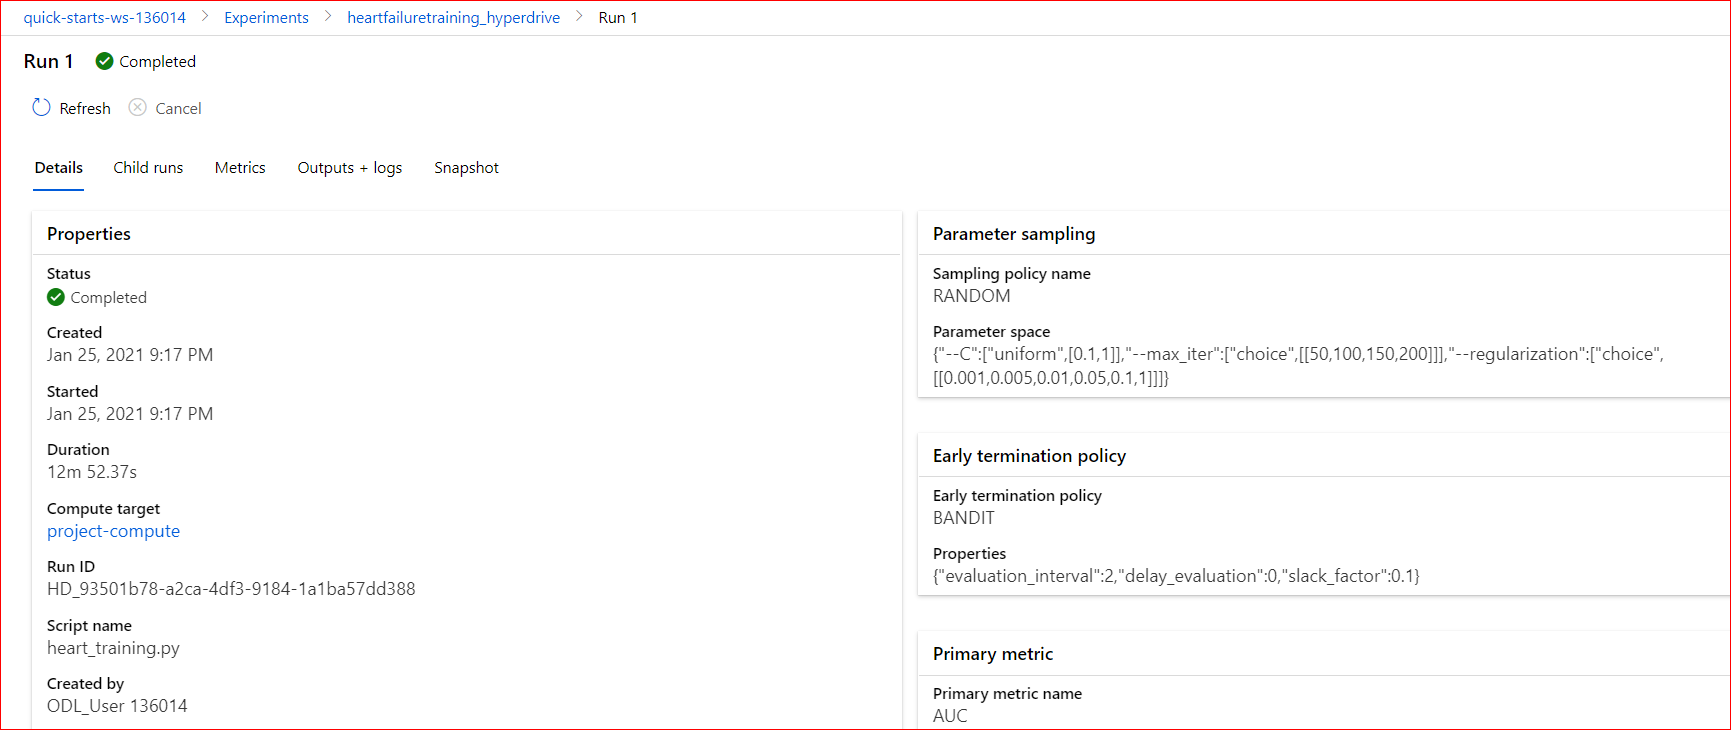 quick-starts-ws-136014 > Experiments > heartfailuretraining_hyperdrive > Run 1
Run 1 Completed
Refresh Cancel
Details Child runs Metrics Outputs + logs Snapshot
Properties
Status
Completed
Created
Jan 25, 2021 9:17 PM
Started
Jan 25, 2021 9:17 PM
Duration
12m 52.37s
Compute target
project-compute
Run ID
HD_93501b78-a2ca-4df3-9184-1a1ba57dd388
Script name
heart_training.py
Created by
ODL_User 136014
Parameter sampling
Sampling policy name
RANDOM
Parameter space
{"--C":["uniform",[0.1,1]],"--max_iter":["choice",[[50,100,150,200]]],"--regularization":["choice",
[[0.001,0.005,0.01,0.05,0.1,1]]]}
Early termination policy
Early termination policy
BANDIT
Properties
{"evaluation_interval":2,"delay_evaluation":0,"slack_factor":0.1}
Primary metric
Primary metric name
AUC